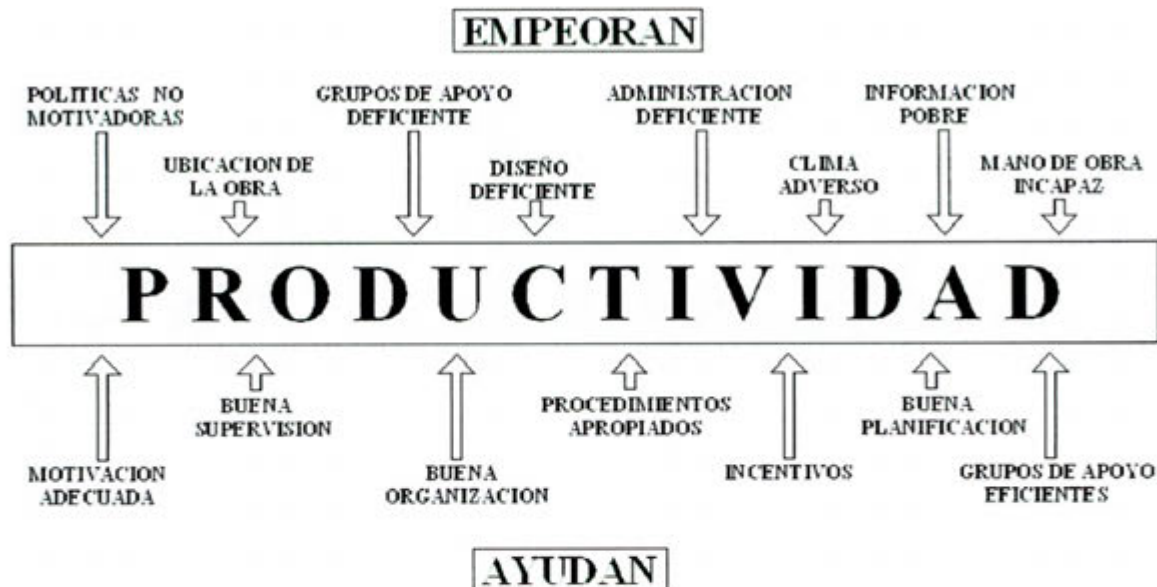 EMPEORAN
POLITICAS NO
MOTIVADORAS
GRUPOS DE APOYO
DEFICIENTE
ADMINISTRACION
DEFICIENTE
INFORMACION
POBRE
UBICACION DE
LA OBRA
DISEÑO
DEFICIENTE
CLIMA
ADVERSO
MANO DE OBRA
INCAPAZ
PRODUCTIVIDAD
BUENA
SUPERVISION
PROCEDIMIENTOS
APROPIADOS
BUENA
PLANIFICACION
MOTIVACION
ADECUADA
BUENA
ORGANIZACION
INCENTIVOS
GRUPOS DE APOYO
EFICIENTES
AYUDAN